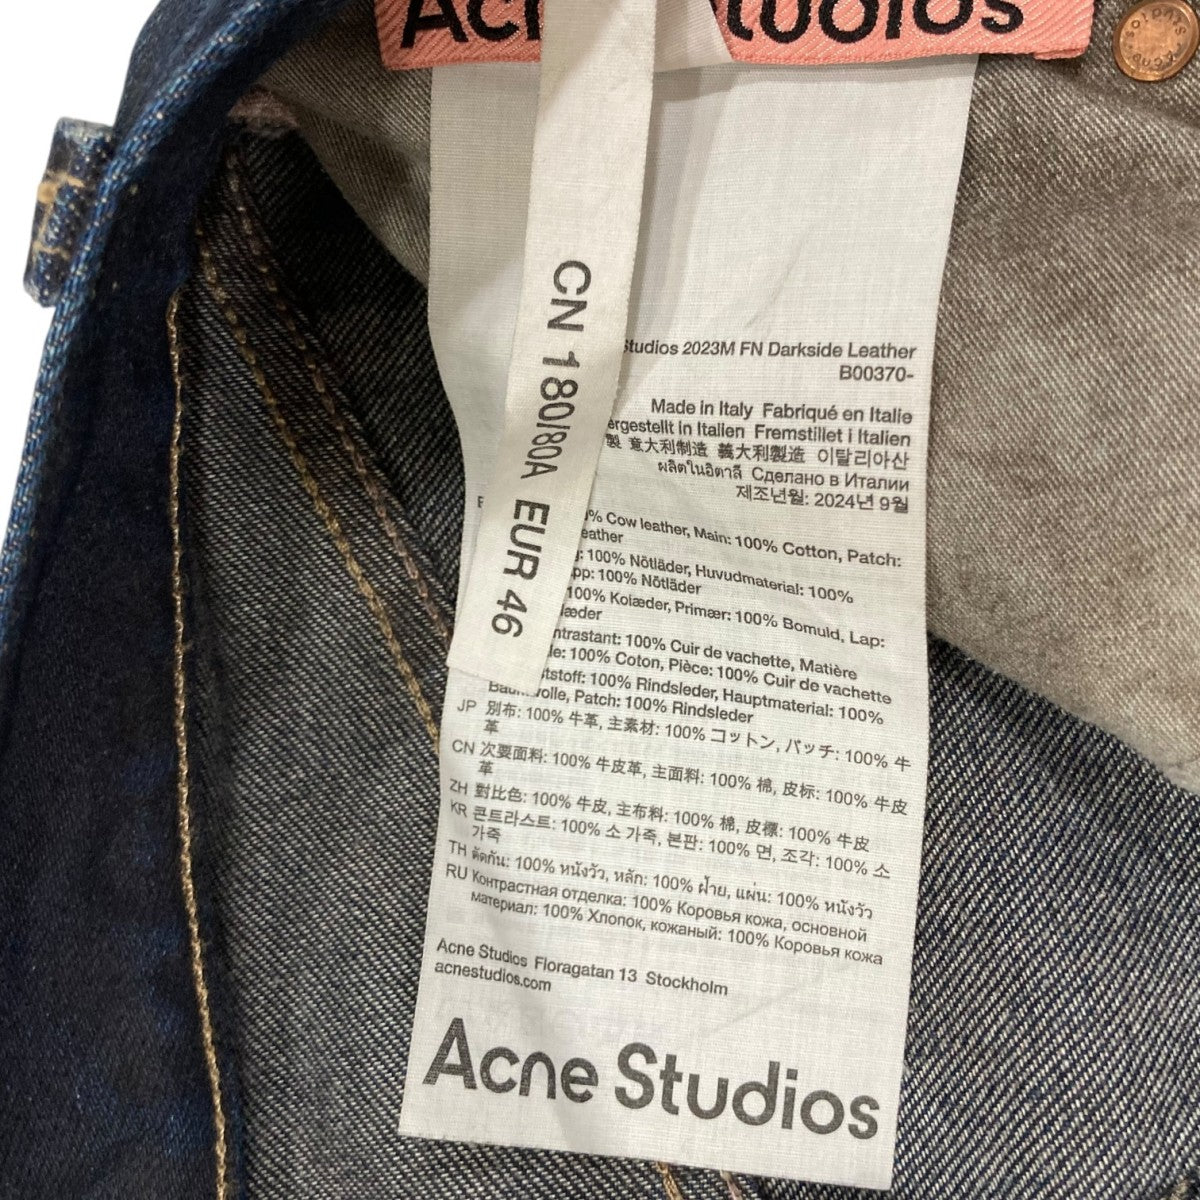 Acne Studios
CN 180/80A EUR 46
Studios 2023M FN Darkside Leather
B00370-
Made in Italy Fabriqué en Italie
ergestellt in Italien Fremstillet i Italien
製 意大利制造 義大利製造 이탈리아산
ผลิตในอิตาลี Сделано в Италии
제조년월: 2024년 9월
% Cow leather, Main: 100% Cotton, Patch:
eather
: 100% Nötläder, Huvudmaterial: 100%
pp: 100% Nötläder
100% Kolæder, Primær: 100% Bomuld, Lap:
læder
ntrastant: 100% Cuir de vachette, Matière
le: 100% Coton, Pièce: 100% Cuir de vachette
tstoff: 100% Rindsleder, Hauptmaterial: 100%
Baumwolle, Patch: 100% Rindsleder
JP 別布: 100% 牛革, 主素材: 100% コットン, パッチ: 100% 牛
革
CN 次要面料: 100% 牛皮革, 主面料: 100% 棉, 皮标: 100% 牛皮
革
ZH 對比色: 100% 牛皮, 主布料: 100% 棉, 皮標: 100% 牛皮
KR 콘트라스트: 100% 소 가죽, 본판: 100% 면, 조각: 100% 소
가죽
TH ตัดกัน: 100% หนังวัว, หลัก: 100% ฝ้าย, แผ่น: 100% หนังวัว
RU Контрастная отделка: 100% Коровья кожа, основной
материал: 100% Хлопок, кожаный: 100% Коровья кожа
Acne Studios Floragatan 13 Stockholm
acnestudios.com
Acne Studios